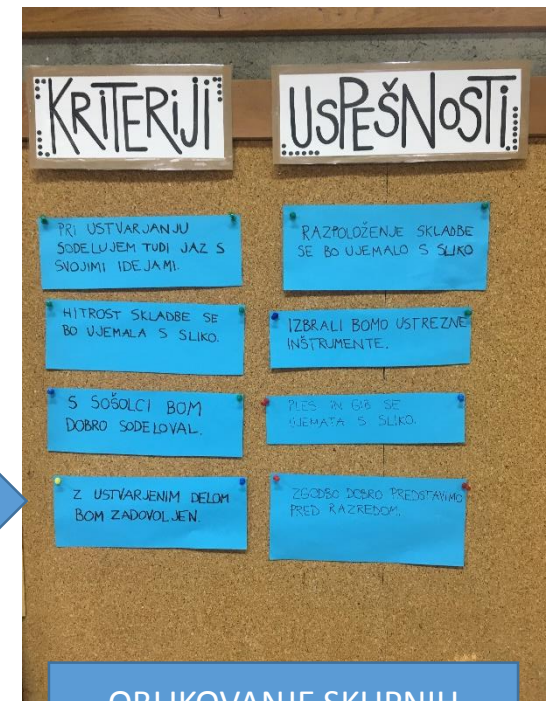 KRITERIJI USPEŠNOSTI
PRI USTVARJANJU
SODELUJEM TUDI JAZ S
SVOJIMI IDEJAMI.
HITROST SKLADBE SE
BO UJEMALA S SLIKO.
S SOŠOLCI BOM
DOBRO SODELOVAL.
Z USTVARJENIM DELOM
BOM ZADOVOLJEN.
RAZPOLOŽENJE SKLADBE
SE BO UJEMALO S SLIKO
IZBRALI BOMO USTREZNE
INŠTRUMENTE.
PLES IN GIB SE
UJEMATA S SLIKO.
ZGODBO DOBRO PREDSTAVIMO
PRED RAZREDOM.
OBLIKOVANJE SKUPNIH